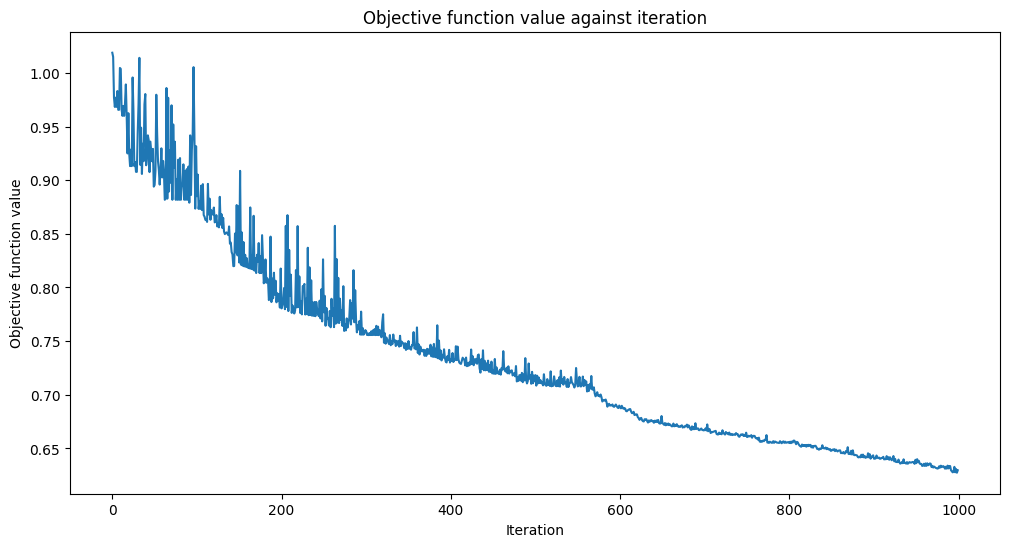 Objective function value against iteration
1.00
0.95
0.90
0.85
0.80
0.75
0.70
0.65
Objective function value
0 200 400 600 800 1000
Iteration